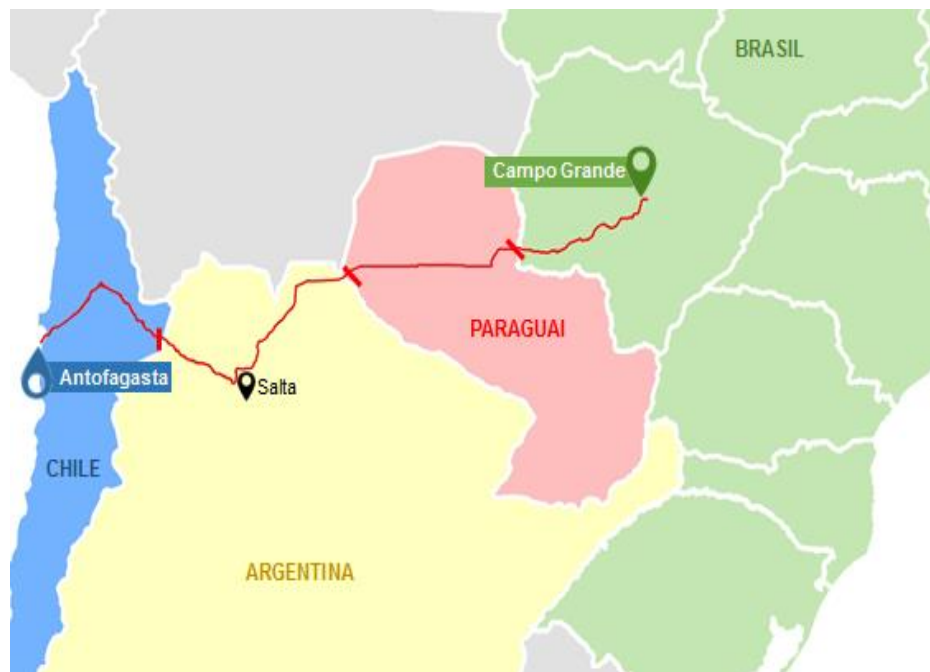 BRASIL
Campo Grande
PARAGUAI
Antofagasta
Salta
CHILE
ARGENTINA